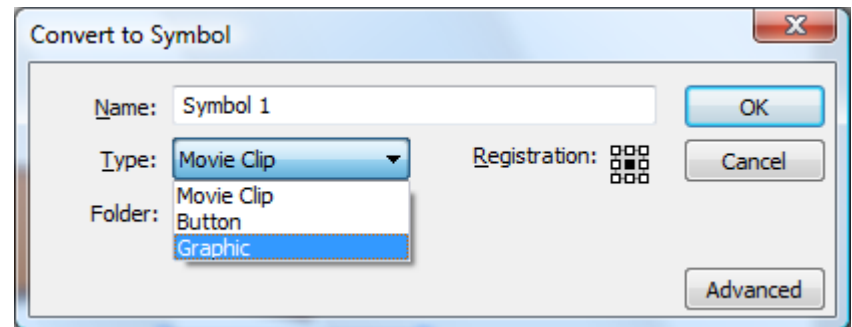 Convert to Symbol
Name: Symbol 1 OK
Type: Movie Clip Registration: Cancel
Movie Clip
Folder: Button
Graphic
Advanced